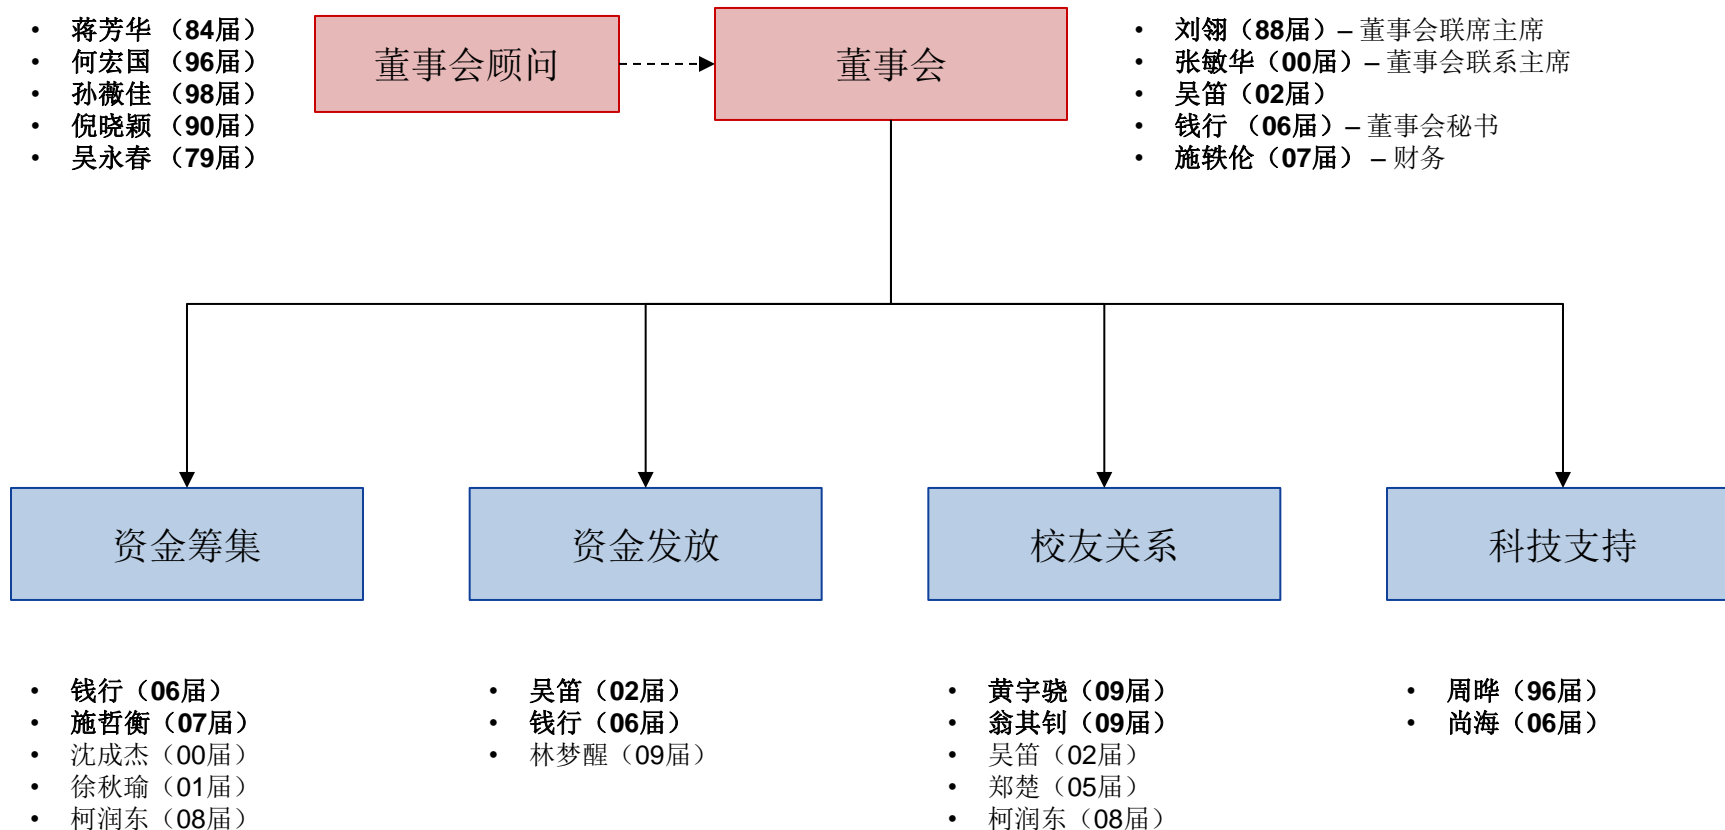 • 蒋芳华 （84届）
• 何宏国 （96届）
• 孙薇佳 （98届）
• 倪晓颖 （90届）
• 吴永春 （79届）
董事会顾问
董事会
• 刘翎（88届）– 董事会联席主席
• 张敏华（00届）– 董事会联系主席
• 吴笛（02届）
• 钱行 （06届）– 董事会秘书
• 施轶伦（07届） – 财务
资金筹集
资金发放
校友关系
科技支持
• 钱行（06届）
• 施哲衡（07届）
• 沈成杰（00届）
• 徐秋瑜（01届）
• 柯润东（08届）
• 吴笛（02届）
• 钱行（06届）
• 林梦醒（09届）
• 黄宇骁（09届）
• 翁其钊（09届）
• 吴笛（02届）
• 郑楚（05届）
• 柯润东（08届）
• 周晔（96届）
• 尚海（06届）